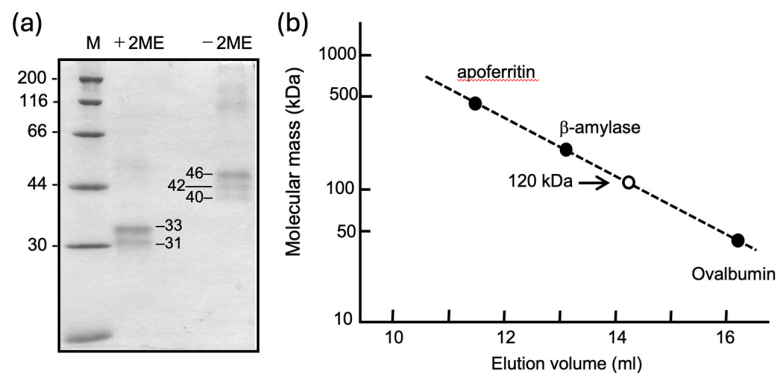 (a)
M +2ME −2ME
200
116
66
44
30
46
42
40
33
31
(b)
Molecular mass (kDa)
1000
500
100
50
10
apoferritin
β-amylase
120 kDa
Ovalbumin
10 12 14 16
Elution volume (ml)